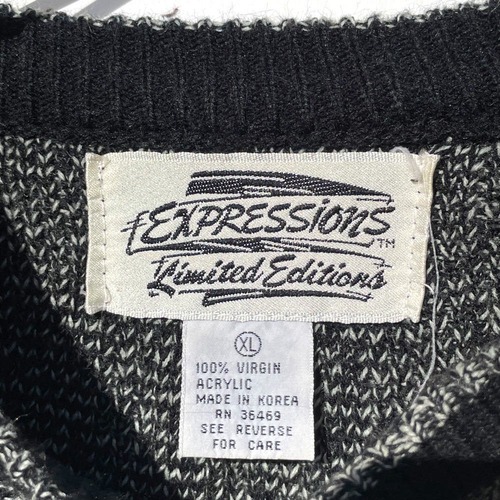 EXPRESSIONS TM
Limited Editions
XL
100% VIRGIN
ACRYLIC
MADE IN KOREA
RN 36469
SEE REVERSE
FOR CARE